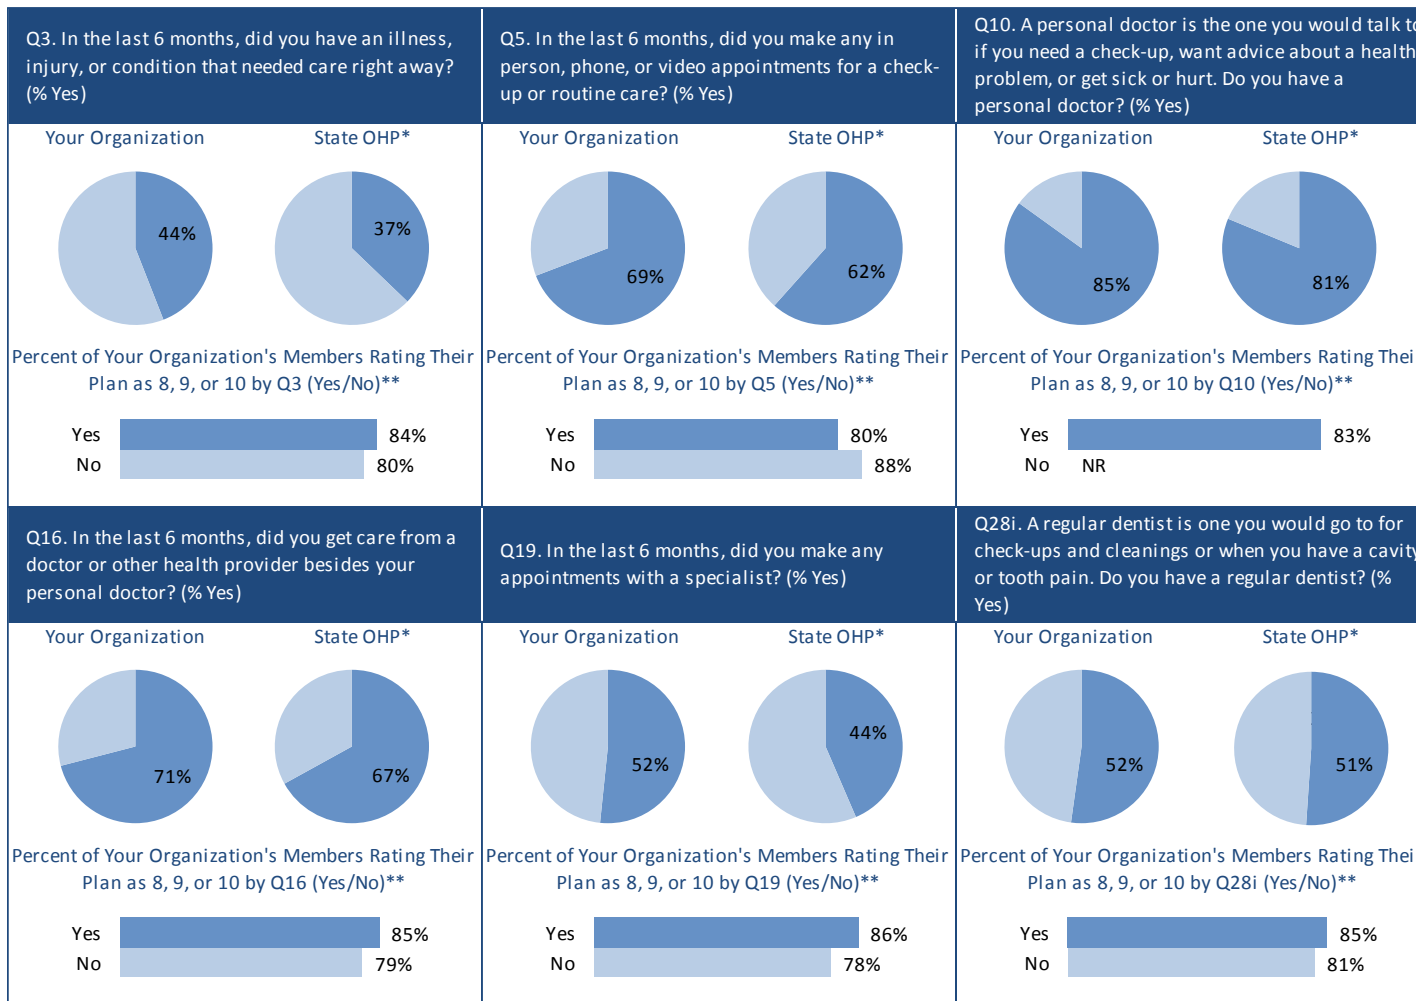 Q3. In the last 6 months, did you have an illness,
injury, or condition that needed care right away?
(% Yes)
Q5. In the last 6 months, did you make any in
person, phone, or video appointments for a check-
up or routine care? (% Yes)
Q10. A personal doctor is the one you would talk to
if you need a check-up, want advice about a health
problem, or get sick or hurt. Do you have a
personal doctor? (% Yes)
Your Organization
State OHP*
44%
37%
Your Organization
State OHP*
69%
62%
Your Organization
State OHP*
85%
81%
Percent of Your Organization's Members Rating Their
Plan as 8, 9, or 10 by Q3 (Yes/No)**
Yes 84%
No 80%
Percent of Your Organization's Members Rating Their
Plan as 8, 9, or 10 by Q5 (Yes/No)**
Yes 80%
No 88%
Percent of Your Organization's Members Rating Thei
Plan as 8, 9, or 10 by Q10 (Yes/No)**
Yes 83%
No NR
Q16. In the last 6 months, did you get care from a
doctor or other health provider besides your
personal doctor? (% Yes)
Q19. In the last 6 months, did you make any
appointments with a specialist? (% Yes)
Q28i. A regular dentist is one you would go to for
check-ups and cleanings or when you have a cavity
or tooth pain. Do you have a regular dentist? (%
Yes)
Your Organization
State OHP*
71%
67%
Your Organization
State OHP*
52%
44%
Your Organization
State OHP*
52%
51%
Percent of Your Organization's Members Rating Their
Plan as 8, 9, or 10 by Q16 (Yes/No)**
Yes 85%
No 79%
Percent of Your Organization's Members Rating Their
Plan as 8, 9, or 10 by Q19 (Yes/No)**
Yes 86%
No 78%
Percent of Your Organization's Members Rating Thei
Plan as 8, 9, or 10 by Q28i (Yes/No)**
Yes 85%
No 81%